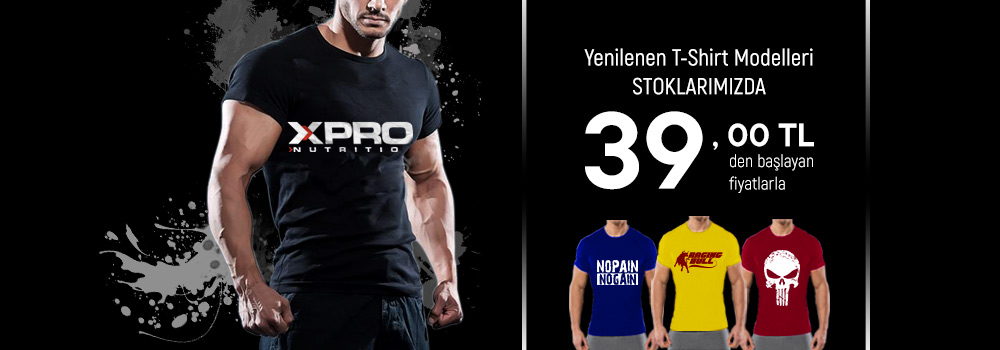 XPRO
NUTRITIO
Yenilenen T-Shirt Modelleri
STOKLARIMIZDA
39, 00 TL
den başlayan
fiyatlarla
NOPAIN
NOGAIN
RAGING
BULL